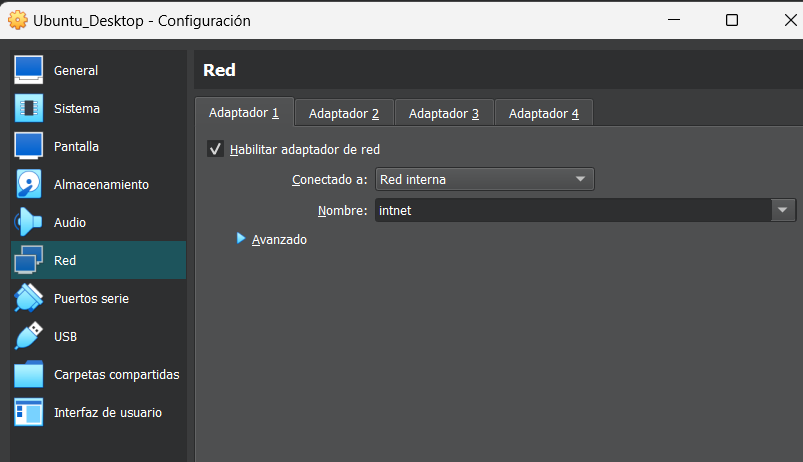 Ubuntu_Desktop - Configuración
General
Sistema
Pantalla
Almacenamiento
Audio
Red
Puertos serie
USB
Carpetas compartidas
Interfaz de usuario
Red
Adaptador 1 Adaptador 2 Adaptador 3 Adaptador 4
Habilitar adaptador de red
Conectado a: Red interna
Nombre: intnet
Avanzado